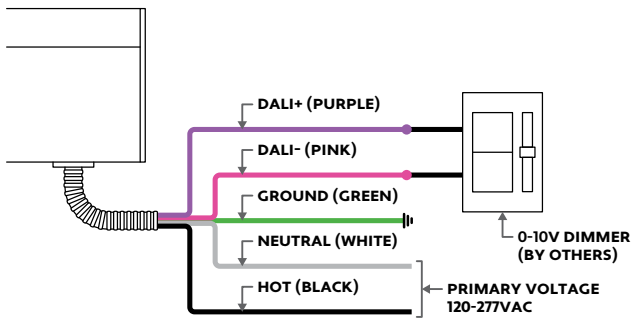 DALI+ (PURPLE)
DALI- (PINK)
GROUND (GREEN)
NEUTRAL (WHITE)
HOT (BLACK)
0-10V DIMMER
(BY OTHERS)
PRIMARY VOLTAGE
120-277VAC